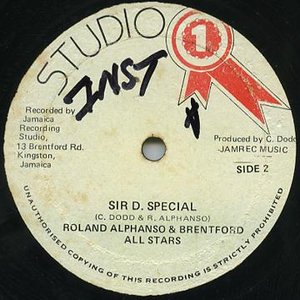 STUDIO 1
INST
Recorded by
Jamaica
Recording
Studio,
13 Brentford Rd.
Kingston,
Jamaica
Produced by C. Dodd
JAMREC MUSIC
SIDE 2
SIR D. SPECIAL
(C. DODD & R. ALPHANSO)
ROLAND ALPHANSO & BRENTFORD
ALL STARS
UNAUTHORISED COPYING OF THIS RECORDING IS STRICTLY PROHIBITED